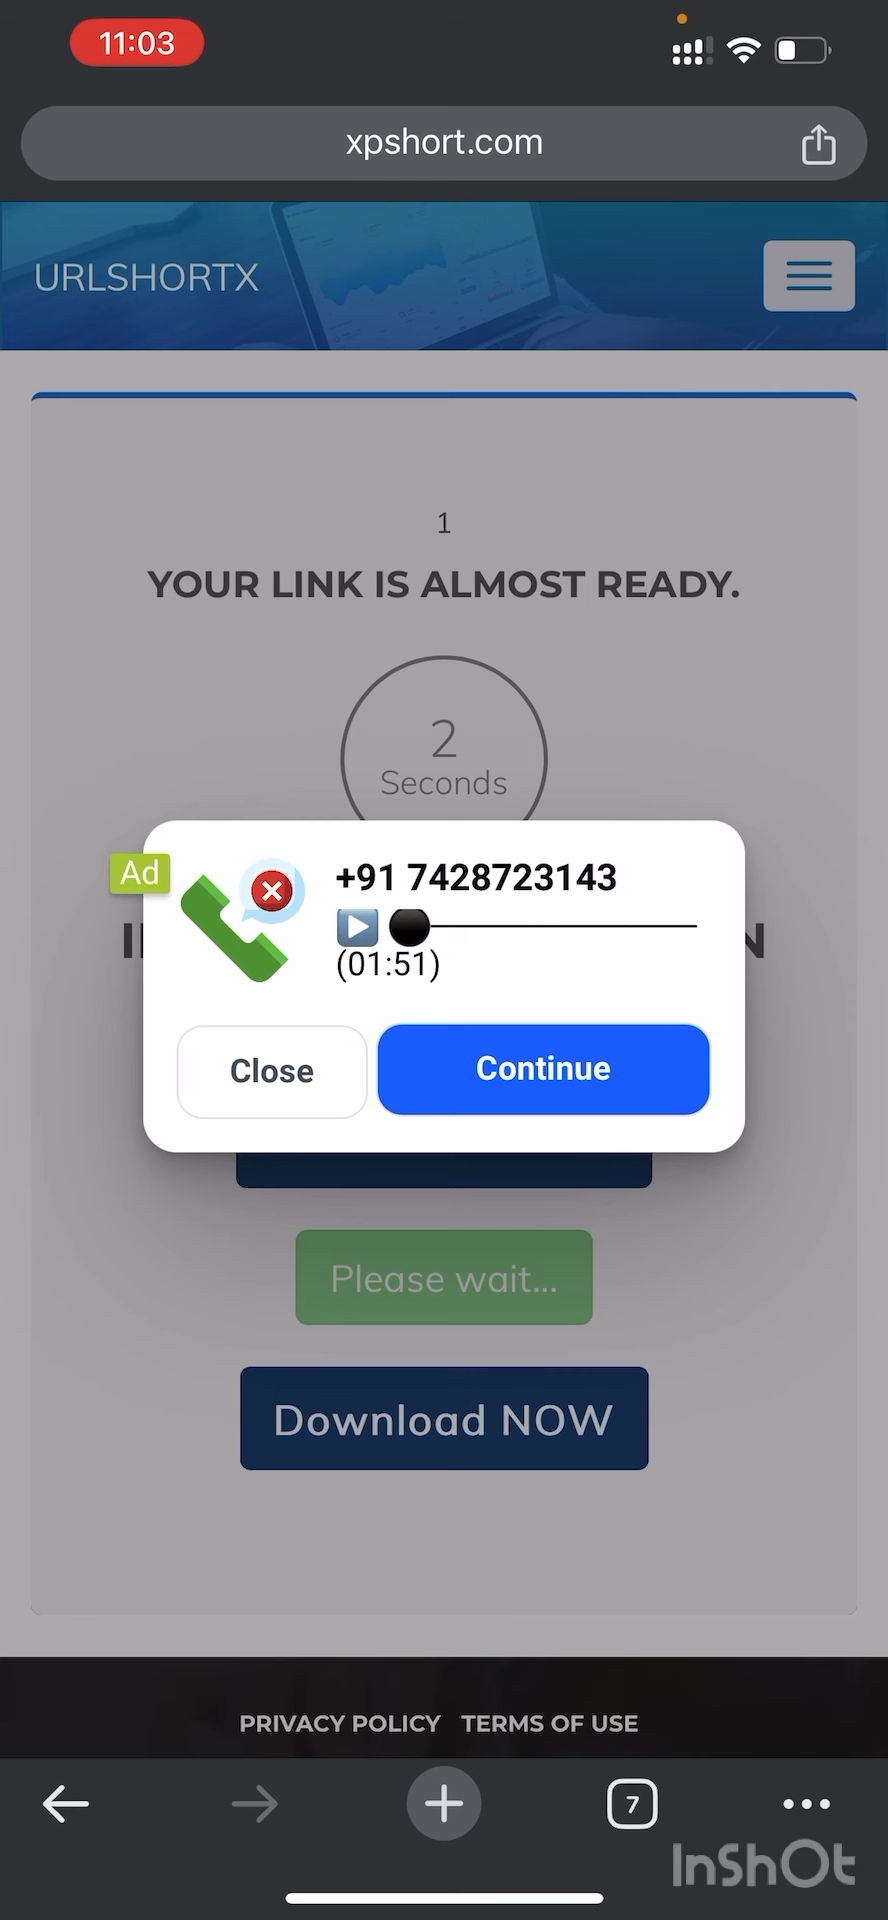 11:03
xpshort.com
URLSHORTX
1
YOUR LINK IS ALMOST READY.
2
Seconds
Ad
+91 7428723143
(01:51)
Close
Continue
Please wait...
Download NOW
PRIVACY POLICY TERMS OF USE
7
InShOt